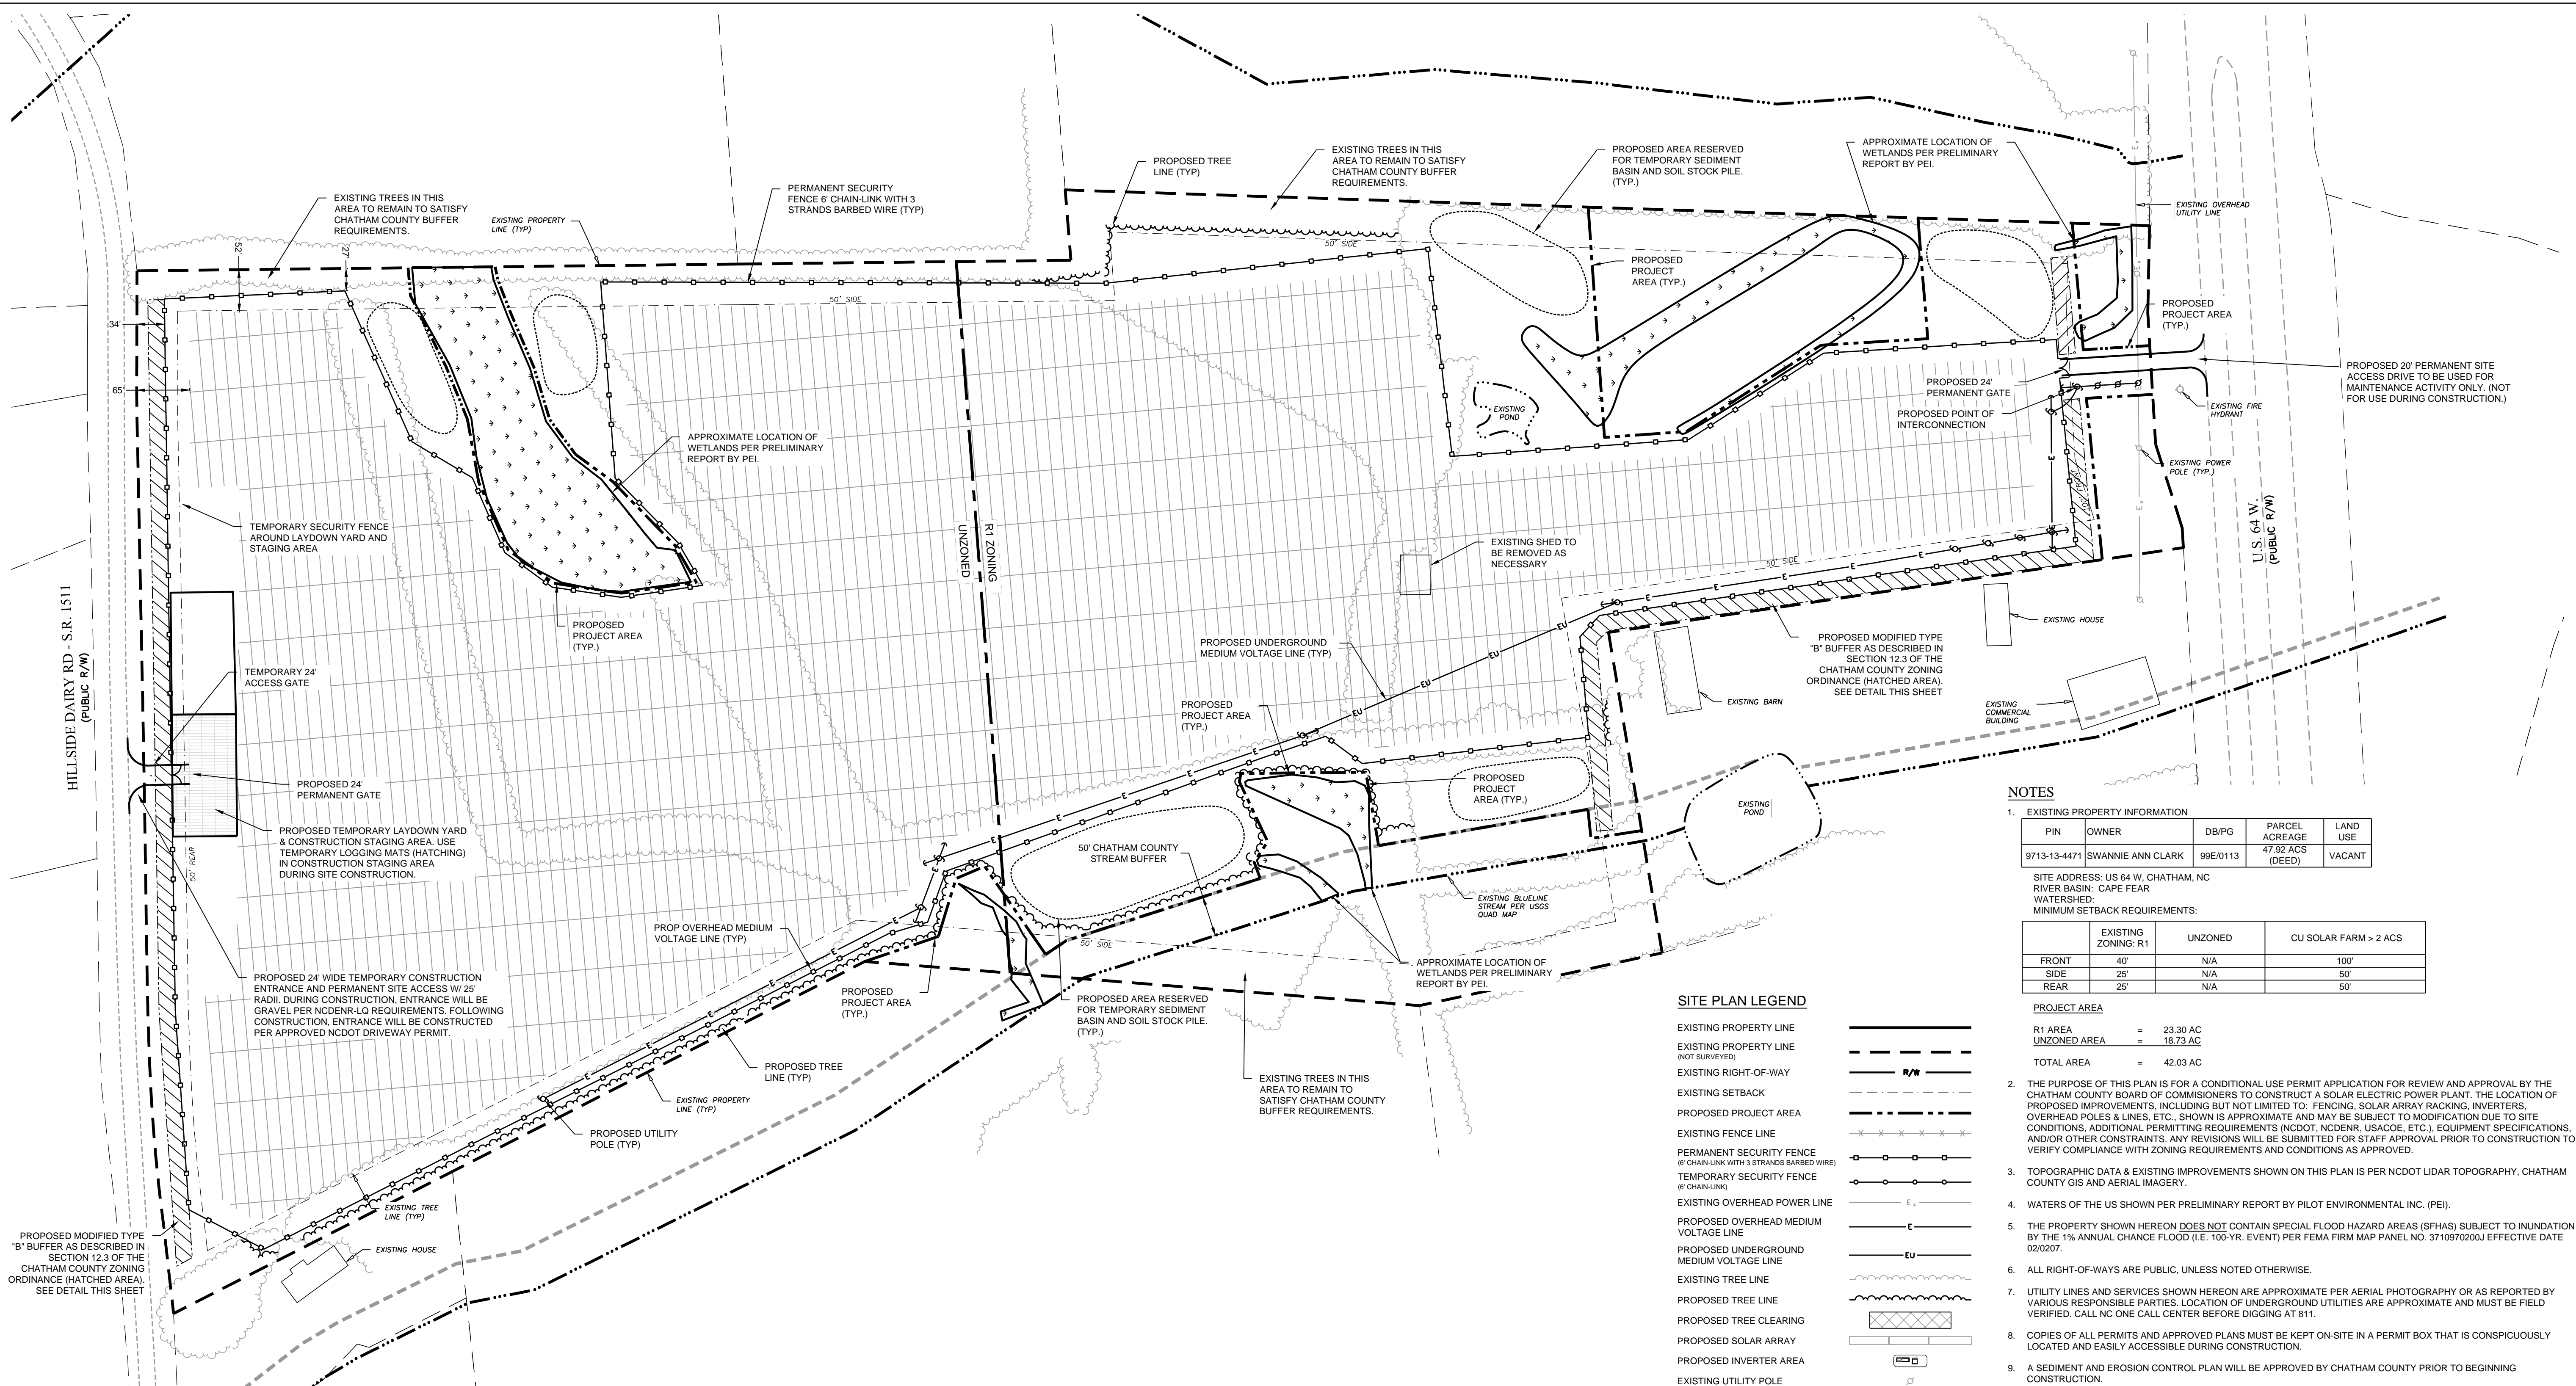 EXISTING TREES IN THIS
AREA TO REMAIN TO SATISFY
CHATHAM COUNTY BUFFER
REQUIREMENTS.
EXISTING PROPERTY
LINE (TYP)
PERMANENT SECURITY
FENCE 6' CHAIN-LINK WITH 3
STRANDS BARBED WIRE (TYP)
PROPOSED TREE
LINE (TYP)
EXISTING TREES IN THIS
AREA TO REMAIN TO SATISFY
CHATHAM COUNTY BUFFER
REQUIREMENTS.
PROPOSED AREA RESERVED
FOR TEMPORARY SEDIMENT
BASIN AND SOIL STOCK PILE.
(TYP.)
APPROXIMATE LOCATION OF
WETLANDS PER PRELIMINARY
REPORT BY PEI.
EXISTING OVERHEAD
UTILITY LINE
52'
27'
34'
65'
50' SIDE
50' SIDE
PROPOSED
PROJECT
AREA (TYP.)
PROPOSED
PROJECT AREA
(TYP.)
PROPOSED 20' PERMANENT SITE
ACCESS DRIVE TO BE USED FOR
MAINTENANCE ACTIVITY ONLY. (NOT
FOR USE DURING CONSTRUCTION.)
PROPOSED 24'
PERMANENT GATE
PROPOSED POINT OF
INTERCONNECTION
EXISTING FIRE
HYDRANT
EXISTING POWER
POLE (TYP.)
EXISTING
POND
APPROXIMATE LOCATION OF
WETLANDS PER PRELIMINARY
REPORT BY PEI.
U.S. 64 W.
(PUBLIC R/W)
TEMPORARY SECURITY FENCE
AROUND LAYDOWN YARD AND
STAGING AREA
UNZONED
R1 ZONING
EXISTING SHED TO
BE REMOVED AS
NECESSARY
50' SIDE
HILLSIDE DAIRY RD - S.R. 1511
(PUBLIC R/W)
PROPOSED
PROJECT AREA
(TYP.)
EXISTING HOUSE
PROPOSED UNDERGROUND
MEDIUM VOLTAGE LINE (TYP)
PROPOSED MODIFIED TYPE
"B" BUFFER AS DESCRIBED IN
SECTION 12.3 OF THE
CHATHAM COUNTY ZONING
ORDINANCE (HATCHED AREA).
SEE DETAIL THIS SHEET
TEMPORARY 24'
ACCESS GATE
EXISTING BARN
EXISTING
COMMERCIAL
BUILDING
PROPOSED
PROJECT AREA
(TYP.)
PROPOSED 24'
PERMANENT GATE
PROPOSED
PROJECT
AREA (TYP.)
EXISTING
POND
PROPOSED TEMPORARY LAYDOWN YARD
& CONSTRUCTION STAGING AREA. USE
TEMPORARY LOGGING MATS (HATCHING)
IN CONSTRUCTION STAGING AREA
DURING SITE CONSTRUCTION.
50' REAR
50' CHATHAM COUNTY
STREAM BUFFER
EXISTING BLUELINE
STREAM PER USGS
QUAD MAP
PROP OVERHEAD MEDIUM
VOLTAGE LINE (TYP)
50' SIDE
PROPOSED 24' WIDE TEMPORARY CONSTRUCTION
ENTRANCE AND PERMANENT SITE ACCESS W/ 25'
RADII. DURING CONSTRUCTION, ENTRANCE WILL BE
GRAVEL PER NCDENR-LQ REQUIREMENTS. FOLLOWING
CONSTRUCTION, ENTRANCE WILL BE CONSTRUCTED
PER APPROVED NCDOT DRIVEWAY PERMIT.
PROPOSED
PROJECT AREA
(TYP.)
PROPOSED AREA RESERVED
FOR TEMPORARY SEDIMENT
BASIN AND SOIL STOCK PILE.
(TYP.)
APPROXIMATE LOCATION OF
WETLANDS PER PRELIMINARY
REPORT BY PEI.
PROPOSED TREE
LINE (TYP)
EXISTING PROPERTY
LINE (TYP)
EXISTING TREES IN THIS
AREA TO REMAIN TO
SATISFY CHATHAM COUNTY
BUFFER REQUIREMENTS.
PROPOSED UTILITY
POLE (TYP)
EXISTING TREE
LINE (TYP)
EXISTING HOUSE
PROPOSED MODIFIED TYPE
"B" BUFFER AS DESCRIBED IN
SECTION 12.3 OF THE
CHATHAM COUNTY ZONING
ORDINANCE (HATCHED AREA).
SEE DETAIL THIS SHEET
SITE PLAN LEGEND
EXISTING PROPERTY LINE
EXISTING PROPERTY LINE
(NOT SURVEYED)
EXISTING RIGHT-OF-WAY R/W
EXISTING SETBACK
PROPOSED PROJECT AREA
EXISTING FENCE LINE
PERMANENT SECURITY FENCE
(6' CHAIN-LINK WITH 3 STRANDS BARBED WIRE)
TEMPORARY SECURITY FENCE
(6' CHAIN-LINK)
EXISTING OVERHEAD POWER LINE
PROPOSED OVERHEAD MEDIUM
VOLTAGE LINE E
PROPOSED UNDERGROUND
MEDIUM VOLTAGE LINE EU
EXISTING TREE LINE
PROPOSED TREE LINE
PROPOSED TREE CLEARING
PROPOSED SOLAR ARRAY
PROPOSED INVERTER AREA
EXISTING UTILITY POLE
NOTES
1. EXISTING PROPERTY INFORMATION
PIN OWNER DB/PG PARCEL ACREAGE LAND USE
9713-13-4471 SWANNIE ANN CLARK 99E/0113 47.92 ACS (DEED) VACANT
SITE ADDRESS: US 64 W, CHATHAM, NC
RIVER BASIN: CAPE FEAR
WATERSHED:
MINIMUM SETBACK REQUIREMENTS:
EXISTING ZONING: R1 UNZONED CU SOLAR FARM > 2 ACS
FRONT 40' N/A 100'
SIDE 25' N/A 50'
REAR 25' N/A 50'
PROJECT AREA
R1 AREA = 23.30 AC
UNZONED AREA = 18.73 AC
TOTAL AREA = 42.03 AC
2. THE PURPOSE OF THIS PLAN IS FOR A CONDITIONAL USE PERMIT APPLICATION FOR REVIEW AND APPROVAL BY THE
CHATHAM COUNTY BOARD OF COMMISIONERS TO CONSTRUCT A SOLAR ELECTRIC POWER PLANT. THE LOCATION OF
PROPOSED IMPROVEMENTS, INCLUDING BUT NOT LIMITED TO: FENCING, SOLAR ARRAY RACKING, INVERTERS,
OVERHEAD POLES & LINES, ETC., SHOWN IS APPROXIMATE AND MAY BE SUBJECT TO MODIFICATION DUE TO SITE
CONDITIONS, ADDITIONAL PERMITTING REQUIREMENTS (NCDOT, NCDENR, USACOE, ETC.), EQUIPMENT SPECIFICATIONS,
AND/OR OTHER CONSTRAINTS. ANY REVISIONS WILL BE SUBMITTED FOR STAFF APPROVAL PRIOR TO CONSTRUCTION TO
VERIFY COMPLIANCE WITH ZONING REQUIREMENTS AND CONDITIONS AS APPROVED.
3. TOPOGRAPHIC DATA & EXISTING IMPROVEMENTS SHOWN ON THIS PLAN IS PER NCDOT LIDAR TOPOGRAPHY, CHATHAM
COUNTY GIS AND AERIAL IMAGERY.
4. WATERS OF THE US SHOWN PER PRELIMINARY REPORT BY PILOT ENVIRONMENTAL INC. (PEI).
5. THE PROPERTY SHOWN HEREON DOES NOT CONTAIN SPECIAL FLOOD HAZARD AREAS (SFHAS) SUBJECT TO INUNDATION
BY THE 1% ANNUAL CHANCE FLOOD (I.E. 100-YR. EVENT) PER FEMA FIRM MAP PANEL NO. 3710970200J EFFECTIVE DATE
02/0207.
6. ALL RIGHT-OF-WAYS ARE PUBLIC, UNLESS NOTED OTHERWISE.
7. UTILITY LINES AND SERVICES SHOWN HEREON ARE APPROXIMATE PER AERIAL PHOTOGRAPHY OR AS REPORTED BY
VARIOUS RESPONSIBLE PARTIES. LOCATION OF UNDERGROUND UTILITIES ARE APPROXIMATE AND MUST BE FIELD
VERIFIED. CALL NC ONE CALL CENTER BEFORE DIGGING AT 811.
8. COPIES OF ALL PERMITS AND APPROVED PLANS MUST BE KEPT ON-SITE IN A PERMIT BOX THAT IS CONSPICUOUSLY
LOCATED AND EASILY ACCESSIBLE DURING CONSTRUCTION.
9. A SEDIMENT AND EROSION CONTROL PLAN WILL BE APPROVED BY CHATHAM COUNTY PRIOR TO BEGINNING
CONSTRUCTION.